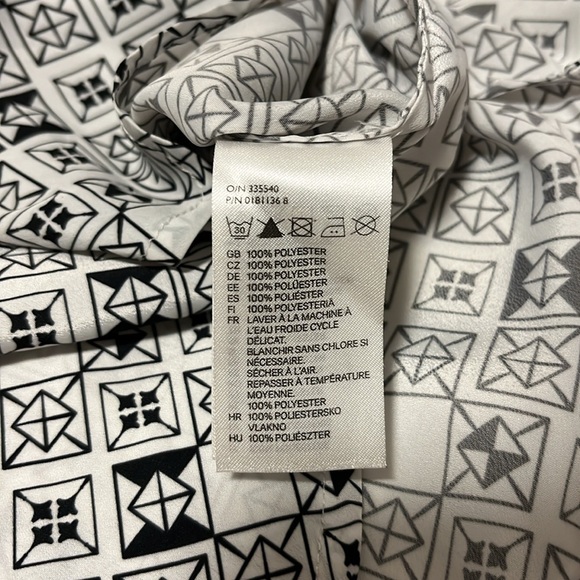 O/N 335540
P/N 0181136 8
30
GB 100% POLYESTER
CZ 100% POLYESTER
DE 100% POLYESTER
EE 100% POLÜESTER
ES 100% POLIÉSTER
FI 100% POLYESTERIÄ
FR LAVER À LA MACHINE À
L'EAU FROIDE CYCLE
DÉLICAT.
BLANCHIR SANS CHLORE SI
NÉCESSAIRE.
SÉCHER À L'AIR.
REPASSER À TEMPÉRATURE
MOYENNE.
100% POLYESTER
HR 100% POLIESTERSKO
VLAKNO
HU 100% POLIÉSZTER